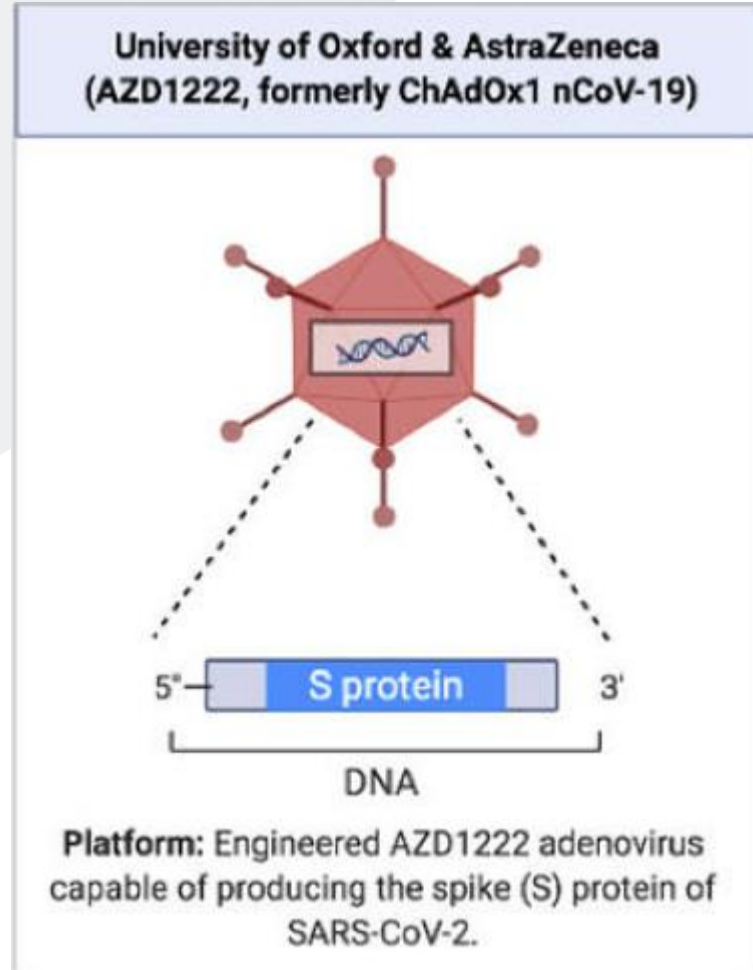 University of Oxford & AstraZeneca
(AZD1222, formerly ChAdOx1 nCoV-19)
5"
S protein
3'
DNA
Platform: Engineered AZD1222 adenovirus
capable of producing the spike (S) protein of
SARS-CoV-2.